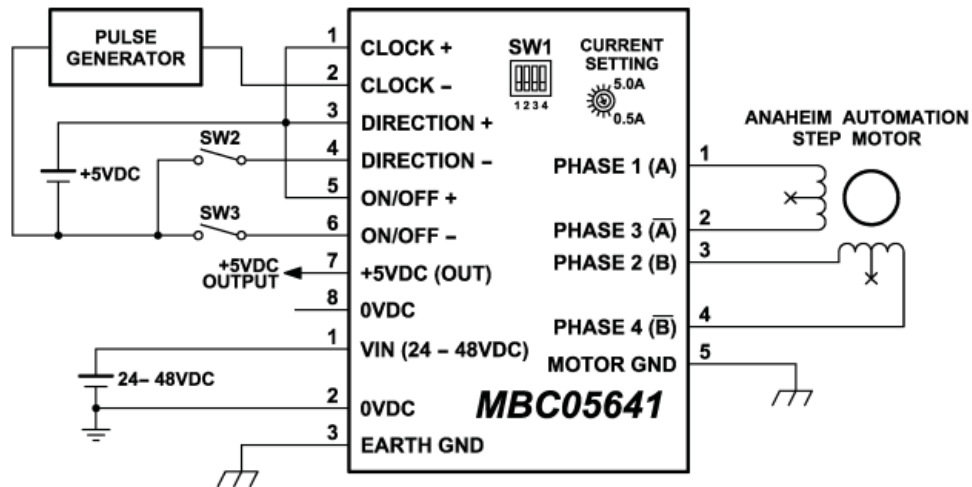 PULSE
GENERATOR
+5VDC
SW2
SW3
+5VDC
OUTPUT
24– 48VDC
1
2
3
4
5
6
7
8
1
2
3
CLOCK +
CLOCK –
DIRECTION +
DIRECTION –
ON/OFF +
ON/OFF –
+5VDC (OUT)
0VDC
VIN (24 – 48VDC)
0VDC
EARTH GND
SW1
1 2 3 4
CURRENT
SETTING
5.0A
0.5A
PHASE 1 (A)
PHASE 3 (A̅)
PHASE 2 (B)
PHASE 4 (B̅)
MOTOR GND
MBC05641
1
2
3
4
5
ANAHEIM AUTOMATION
STEP MOTOR